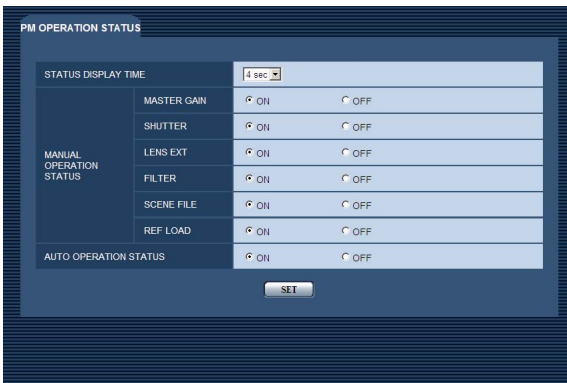 PM OPERATION STATUS
STATUS DISPLAY TIME 4 sec
MANUAL OPERATION STATUS
MASTER GAIN ON OFF
SHUTTER ON OFF
LENS EXT ON OFF
FILTER ON OFF
SCENE FILE ON OFF
REF LOAD ON OFF
AUTO OPERATION STATUS ON OFF
SET